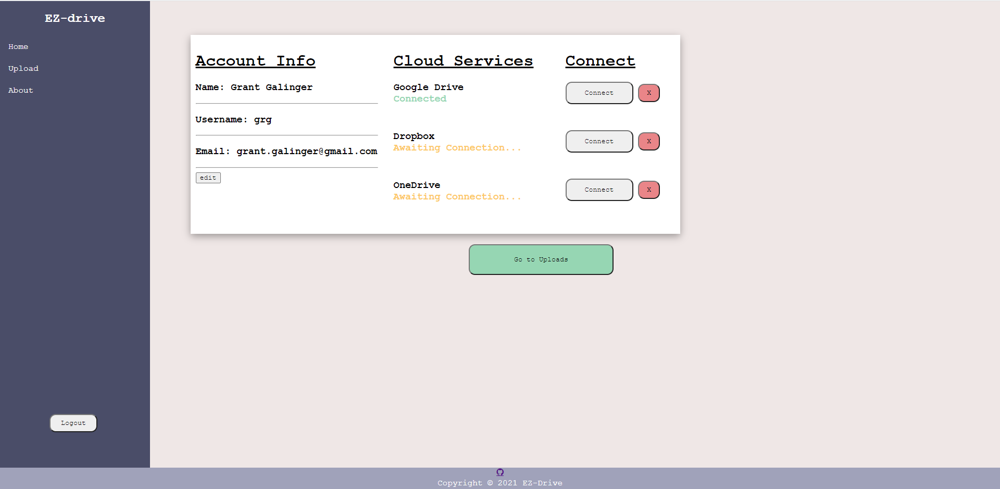 EZ-drive
Home
Upload
About
Logout
Account Info
Name: Grant Galinger
Username: grg
Email: grant.galinger@gmail.com
edit
Cloud Services
Google Drive
Connected
Dropbox
Awaiting Connection...
OneDrive
Awaiting Connection...
Connect
Connect X
Connect X
Connect X
Go to Uploads
Copyright © 2021 EZ-Drive